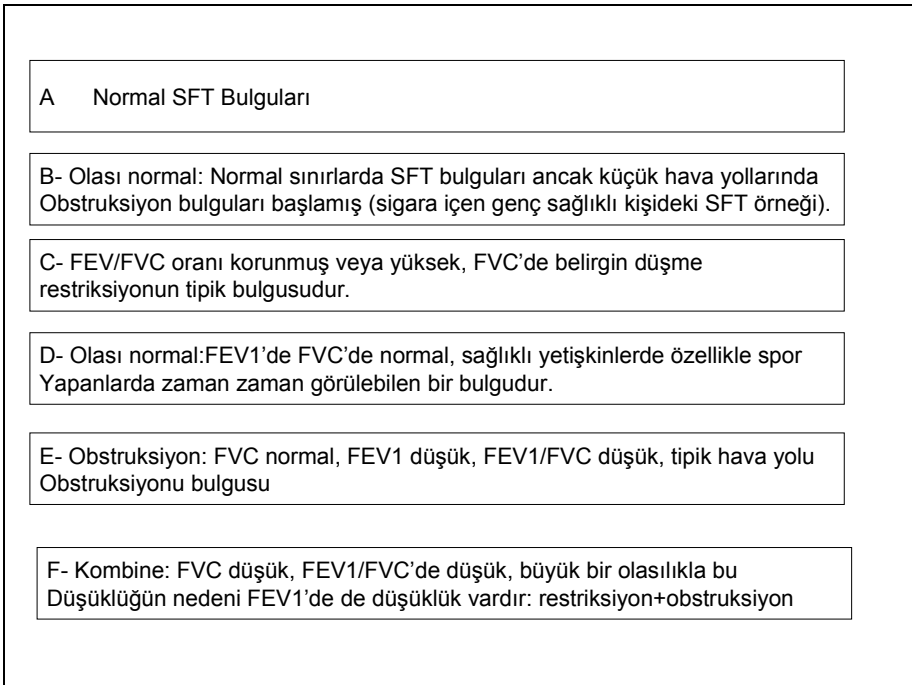 A Normal SFT Bulguları
B- Olası normal: Normal sınırlarda SFT bulguları ancak küçük hava yollarında
Obstruksiyon bulguları başlamış (sigara içen genç sağlıklı kişideki SFT örneği).
C- FEV/FVC oranı korunmuş veya yüksek, FVC’de belirgin düşme
restriksiyonun tipik bulgusudur.
D- Olası normal:FEV1’de FVC’de normal, sağlıklı yetişkinlerde özellikle spor
Yapanlarda zaman zaman görülebilen bir bulgudur.
E- Obstruksiyon: FVC normal, FEV1 düşük, FEV1/FVC düşük, tipik hava yolu
Obstruksiyonu bulgusu
F- Kombine: FVC düşük, FEV1/FVC’de düşük, büyük bir olasılıkla bu
Düşüklüğün nedeni FEV1’de de düşüklük vardır: restriksiyon+obstruksiyon